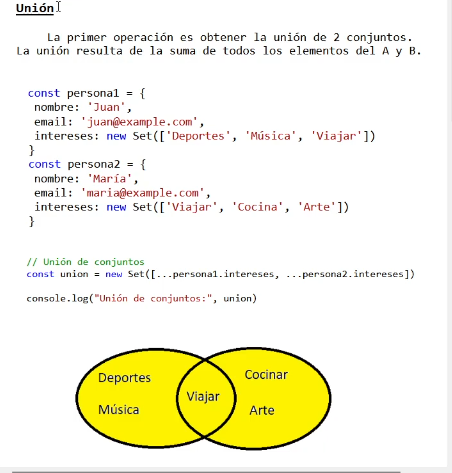 Unión
La primer operación es obtener la unión de 2 conjuntos.
La unión resulta de la suma de todos los elementos del A y B.
const persona1 = {
nombre: 'Juan',
email: 'juan@example.com',
intereses: new Set(['Deportes', 'Música', 'Viajar'])
}
const persona2 = {
nombre: 'María',
email: 'maria@example.com',
intereses: new Set(['Viajar', 'Cocina', 'Arte'])
}
// Unión de conjuntos
const union = new Set([...persona1.intereses, ...persona2.intereses])
console.log("Unión de conjuntos:", union)
Deportes
Música
Viajar
Cocinar
Arte